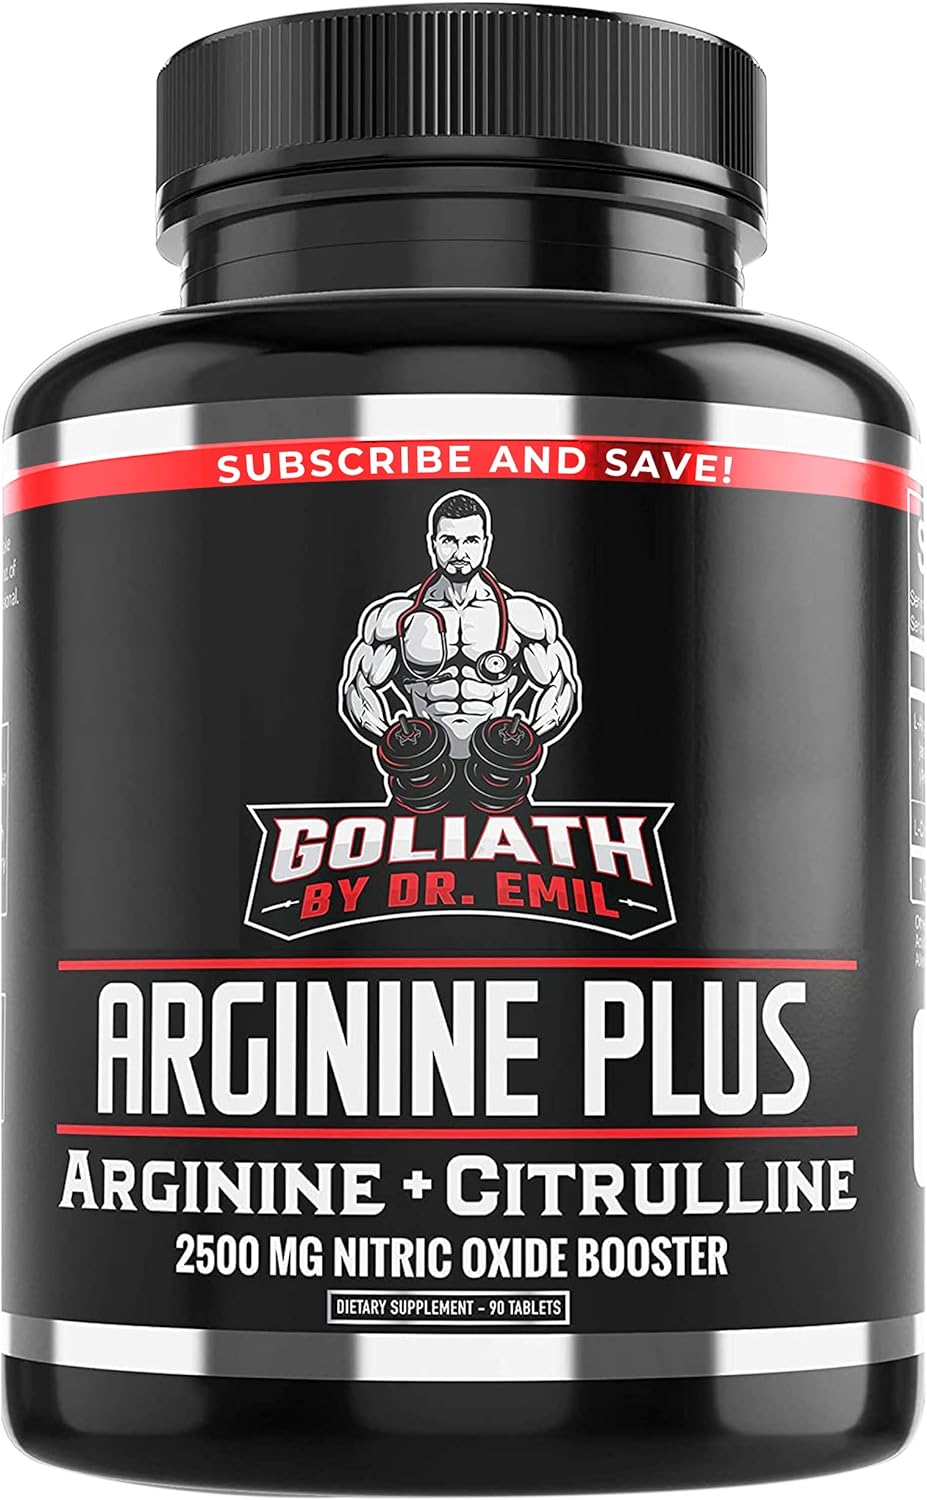 SUBSCRIBE AND SAVE!
GOLIATH
BY DR. EMIL
ARGININE PLUS
ARGININE + CITRULLINE
2500 MG NITRIC OXIDE BOOSTER
DIETARY SUPPLEMENT - 90 TABLETS